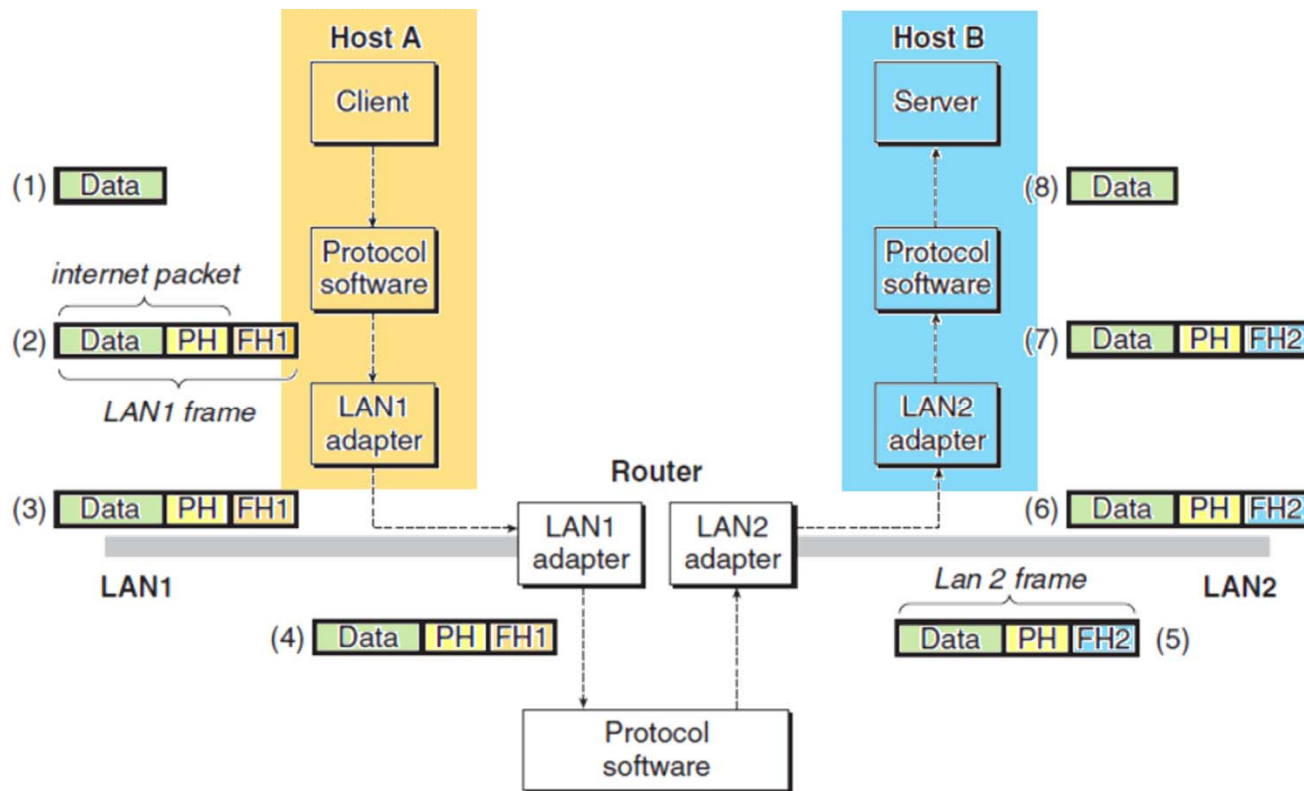 Host A
Host B
Client
Server
(1) Data
(8) Data
Protocol
software
Protocol
software
internet packet
(2) Data PH FH1
(7) Data PH FH2
LAN1 frame
LAN1
adapter
LAN2
adapter
Router
(3) Data PH FH1
(6) Data PH FH2
LAN1
adapter
LAN2
adapter
LAN1
Lan 2 frame
LAN2
(4) Data PH FH1
Data PH FH2 (5)
Protocol
software